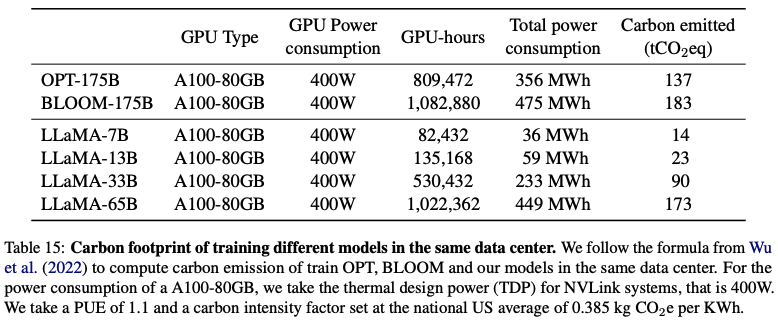 GPU Type GPU Power consumption GPU-hours Total power consumption Carbon emitted (tCO₂eq)
OPT-175B A100-80GB 400W 809,472 356 MWh 137
BLOOM-175B A100-80GB 400W 1,082,880 475 MWh 183
LLaMA-7B A100-80GB 400W 82,432 36 MWh 14
LLaMA-13B A100-80GB 400W 135,168 59 MWh 23
LLaMA-33B A100-80GB 400W 530,432 233 MWh 90
LLaMA-65B A100-80GB 400W 1,022,362 449 MWh 173
Table 15: Carbon footprint of training different models in the same data center. We follow the formula from Wu
et al. (2022) to compute carbon emission of train OPT, BLOOM and our models in the same data center. For the
power consumption of a A100-80GB, we take the thermal design power (TDP) for NVLink systems, that is 400W.
We take a PUE of 1.1 and a carbon intensity factor set at the national US average of 0.385 kg CO₂e per KWh.